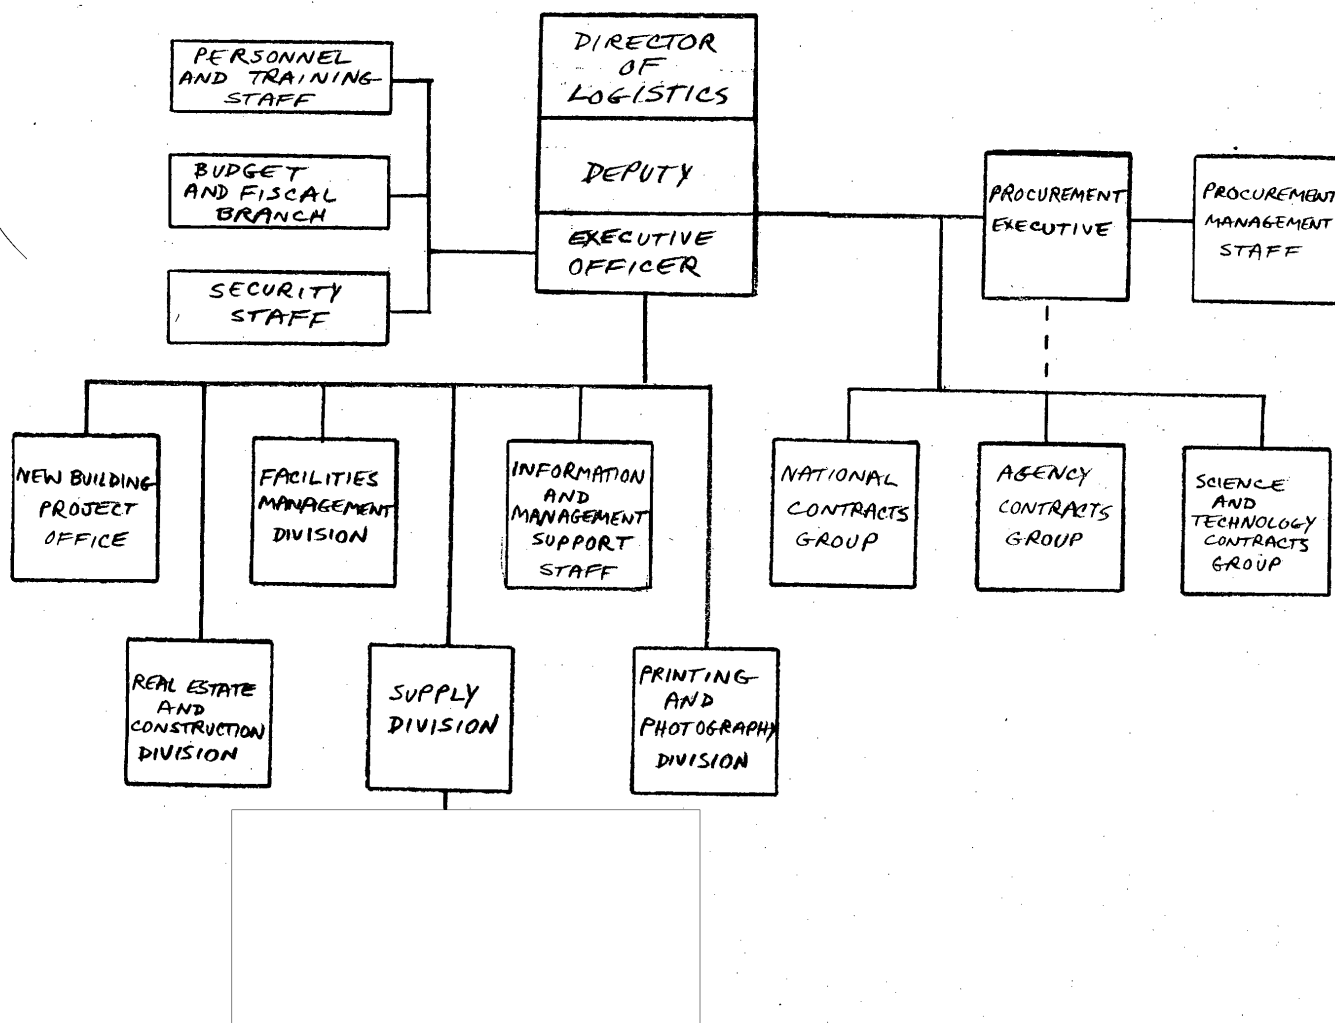 PERSONNEL
AND TRAINING
STAFF
BUDGET
AND FISCAL
BRANCH
SECURITY
STAFF
DIRECTOR
OF
LOGISTICS
DEPUTY
EXECUTIVE
OFFICER
PROCUREMENT
EXECUTIVE
PROCUREMENT
MANAGEMENT
STAFF
NEW BUILDING
PROJECT
OFFICE
FACILITIES
MANAGEMENT
DIVISION
INFORMATION
AND
MANAGEMENT
SUPPORT
STAFF
NATIONAL
CONTRACTS
GROUP
AGENCY
CONTRACTS
GROUP
SCIENCE
AND
TECHNOLOGY
CONTRACTS
GROUP
REAL ESTATE
AND
CONSTRUCTION
DIVISION
SUPPLY
DIVISION
PRINTING
AND
PHOTOGRAPHY
DIVISION